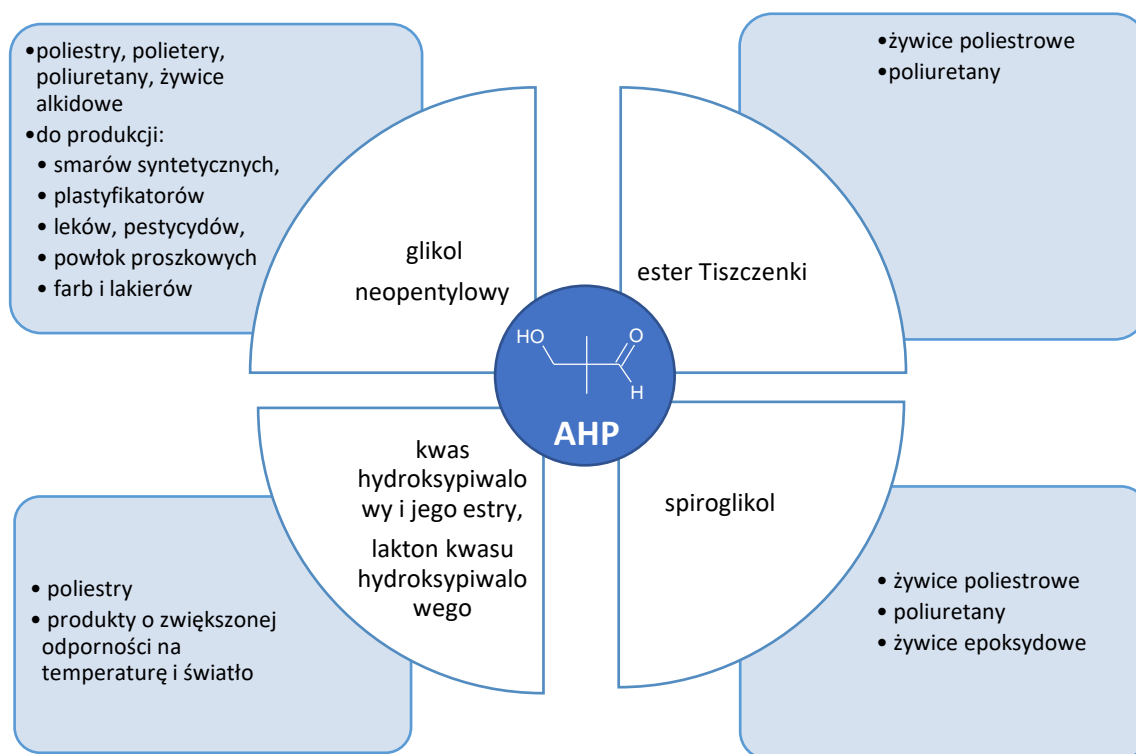 •poliestry, polietery,
poliuretany, żywice
alkidowe
•do produkcji:
• smarów syntetycznych,
• plastyfikatorów
• leków, pestycydów,
• powłok proszkowych
• farb i lakierów
•żywice poliestrowe
•poliuretany
glikol
neopentylowy
ester Tiszczenki
HO
O
H
AHP
kwas
hydroksypiwalo
wy i jego estry,
lakton kwasu
hydroksypiwalo
wego
spiroglikol
• poliestry
• produkty o zwiększonej
odporności na
temperaturę i światło
• żywice poliestrowe
• poliuretany
• żywice epoksydowe